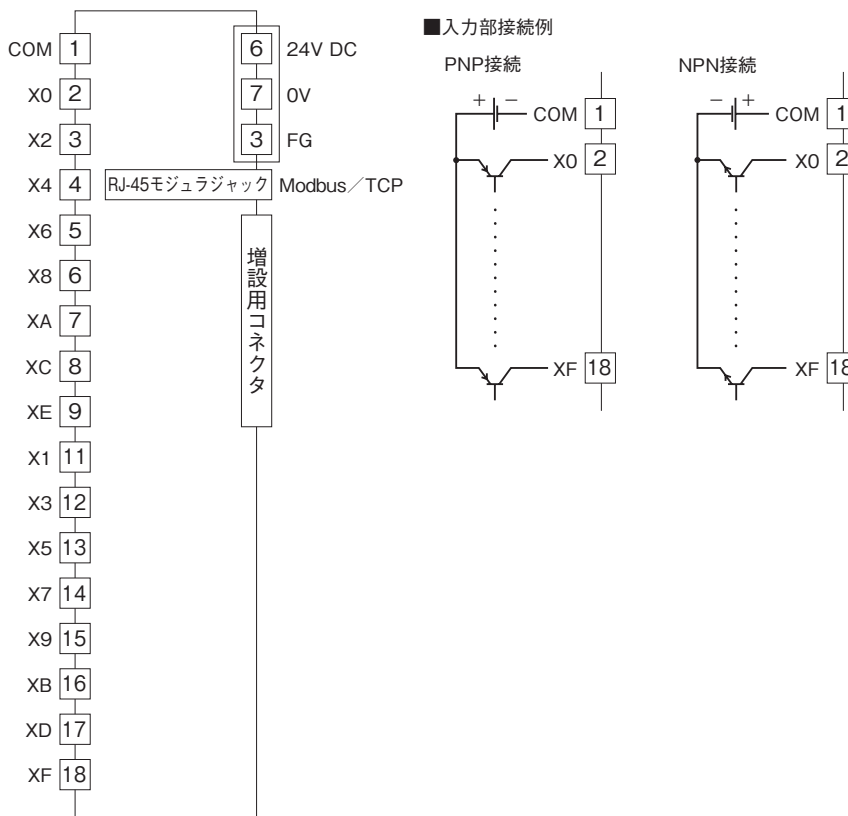 COM 1
X0 2
X2 3
X4 4
X6 5
X8 6
XA 7
XC 8
XE 9
X1 11
X3 12
X5 13
X7 14
X9 15
XB 16
XD 17
XF 18
6 24V DC
7 0V
3 FG
RJ-45モジュラジャック Modbus／TCP
増設用コネクタ
■入力部接続例
PNP接続
+ − COM 1
X0 2
XF 18
NPN接続
− + COM 1
X0 2
XF 18